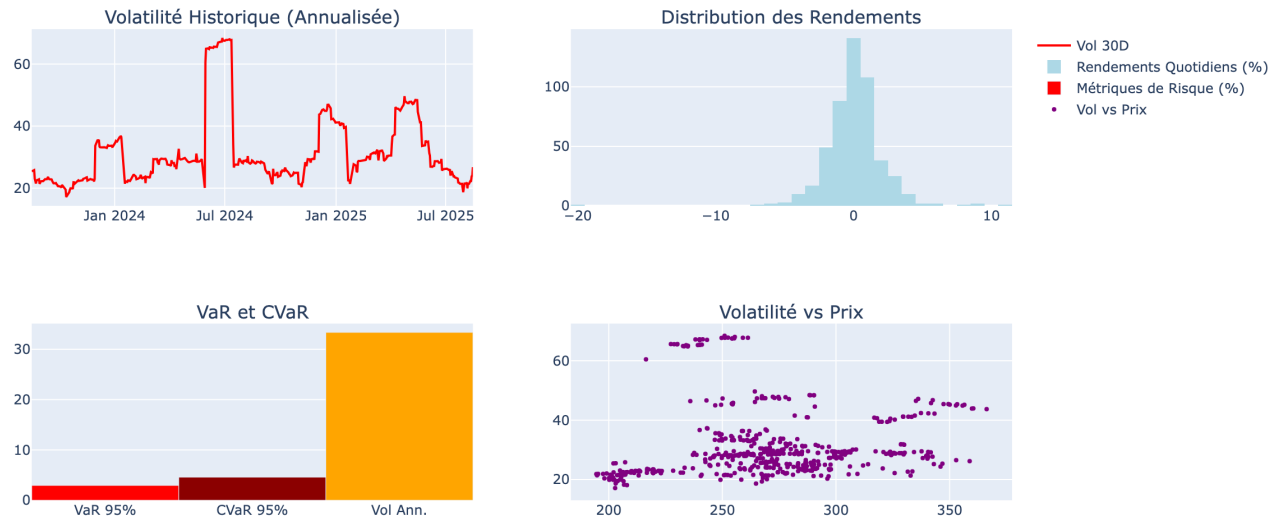 Volatilité Historique (Annualisée)
60
40
20
Jan 2024
Jul 2024
Jan 2025
Jul 2025
Distribution des Rendements
100
50
0
−20
−10
0
10
Vol 30D
Rendements Quotidiens (%)
Métriques de Risque (%)
Vol vs Prix
VaR et CVaR
30
20
10
0
VaR 95%
CVaR 95%
Vol Ann.
Volatilité vs Prix
60
40
20
200
250
300
350